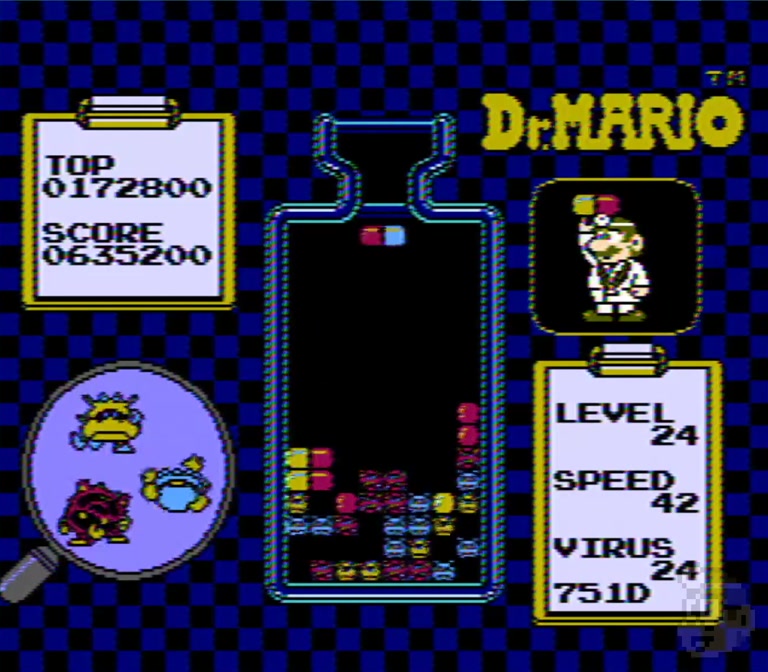 TM
Dr. MARIO
TOP
0172800
SCORE
0635200
LEVEL
24
SPEED
42
VIRUS
24
751D